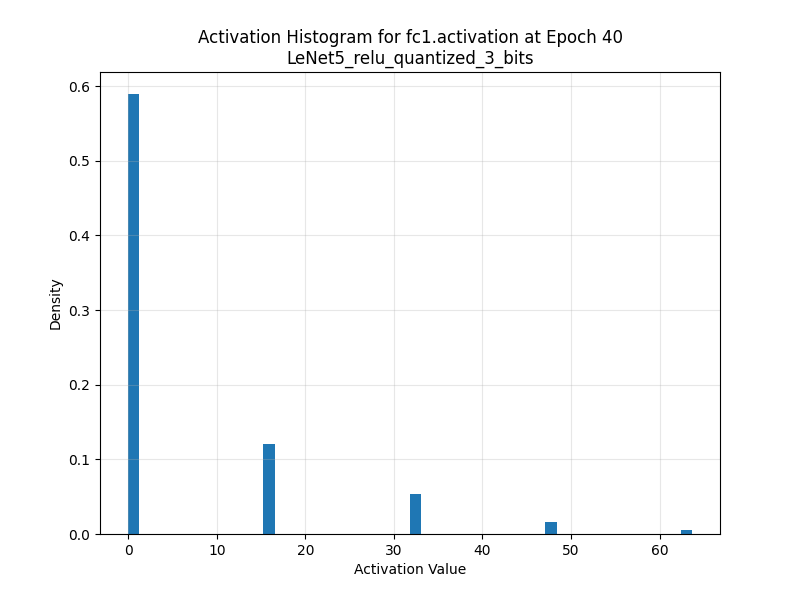 Activation Histogram for fc1.activation at Epoch 40
LeNet5_relu_quantized_3_bits
0.6
0.5
0.4
0.3
0.2
0.1
0.0
Density
0 10 20 30 40 50 60
Activation Value